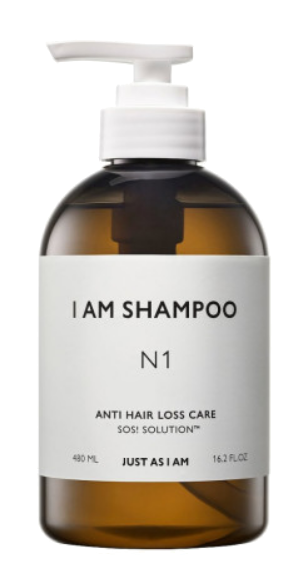 I AM SHAMPOO
N1
ANTI HAIR LOSS CARE
SOS! SOLUTION™
480 ML JUST AS I AM 16.2 FL.OZ